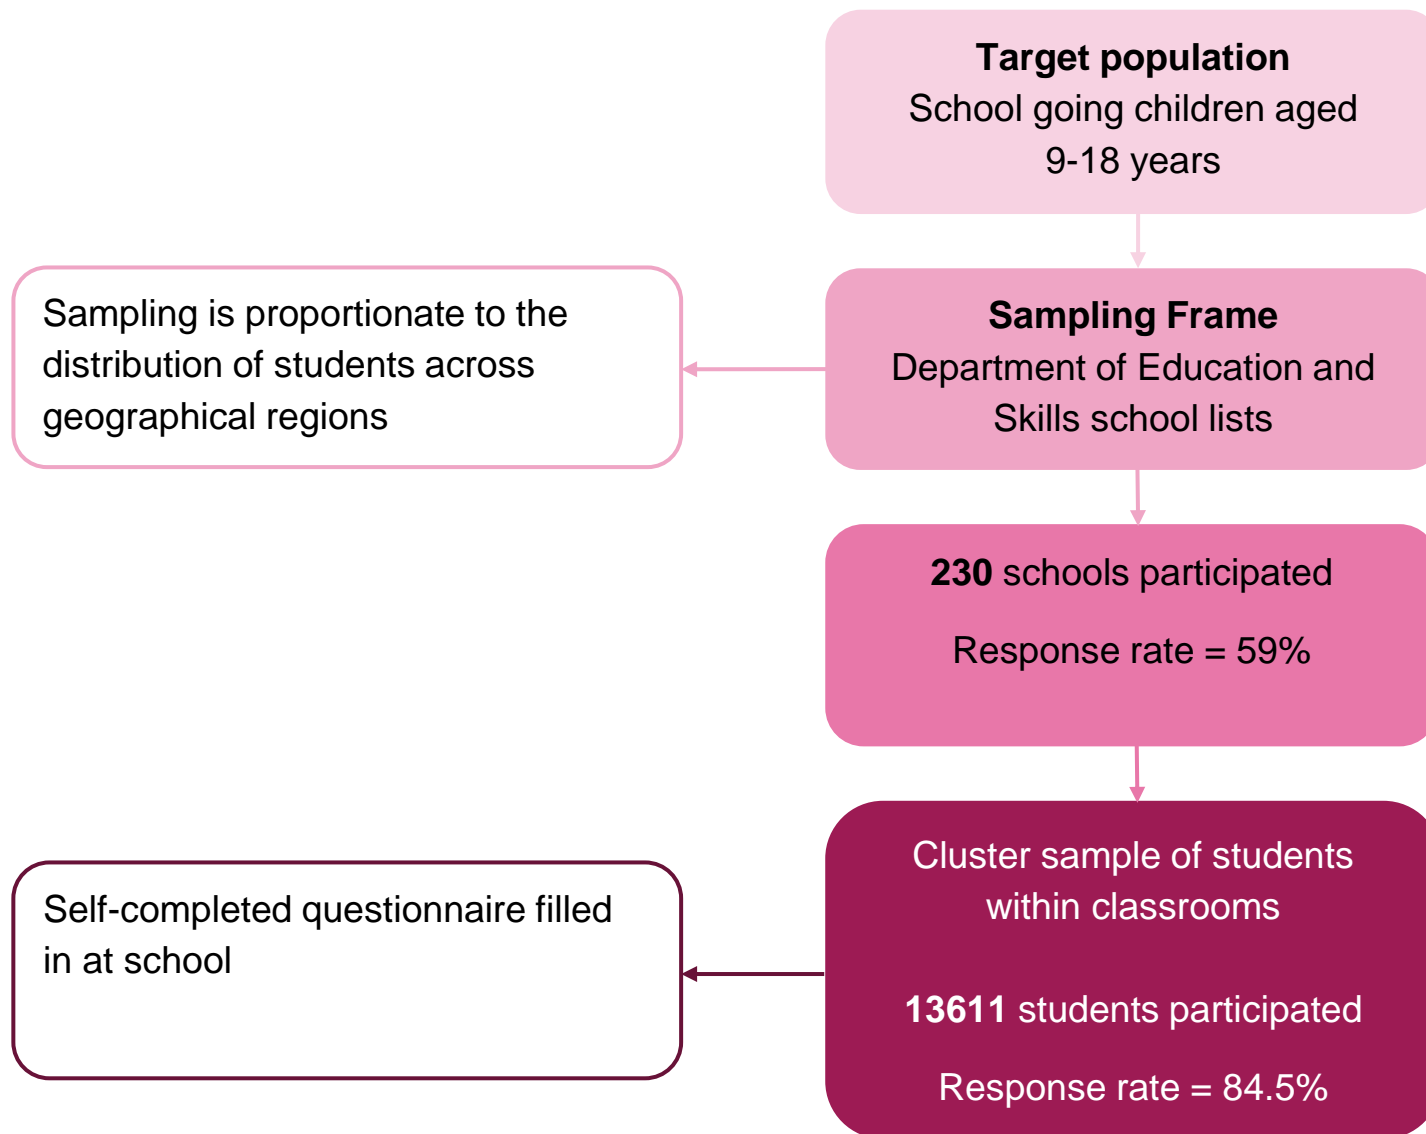 Target population
School going children aged
9-18 years
Sampling is proportionate to the
distribution of students across
geographical regions
Sampling Frame
Department of Education and
Skills school lists
230 schools participated
Response rate = 59%
Cluster sample of students
within classrooms
13611 students participated
Response rate = 84.5%
Self-completed questionnaire filled
in at school